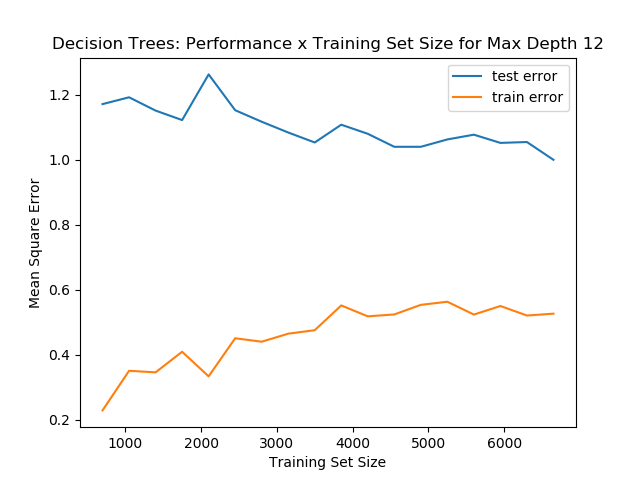 Decision Trees: Performance x Training Set Size for Max Depth 12
test error
train error
1.2
1.0
0.8
0.6
0.4
0.2
Mean Square Error
1000 2000 3000 4000 5000 6000
Training Set Size